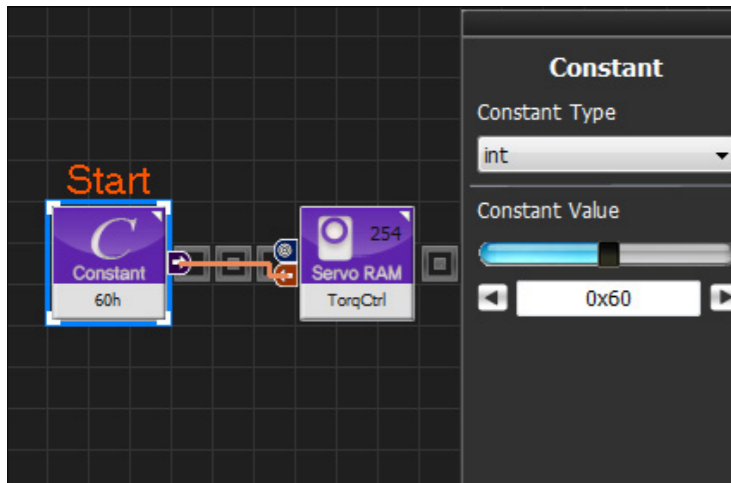 Start
C
Constant
60h
254
Servo RAM
TorqCtrl
Constant
Constant Type
int
Constant Value
0x60